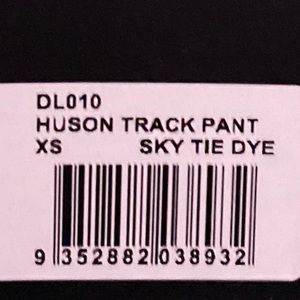 DL010
HUSON TRACK PANT
XS SKY TIE DYE
9 352882 038932